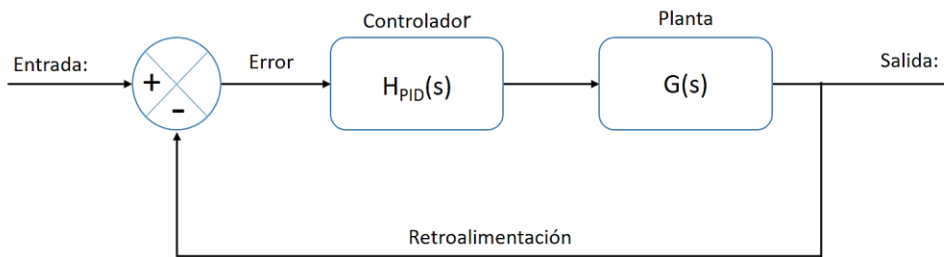 Controlador
Planta
Entrada:
Error
Salida:
+
-
H_PID(s)
G(s)
Retroalimentación